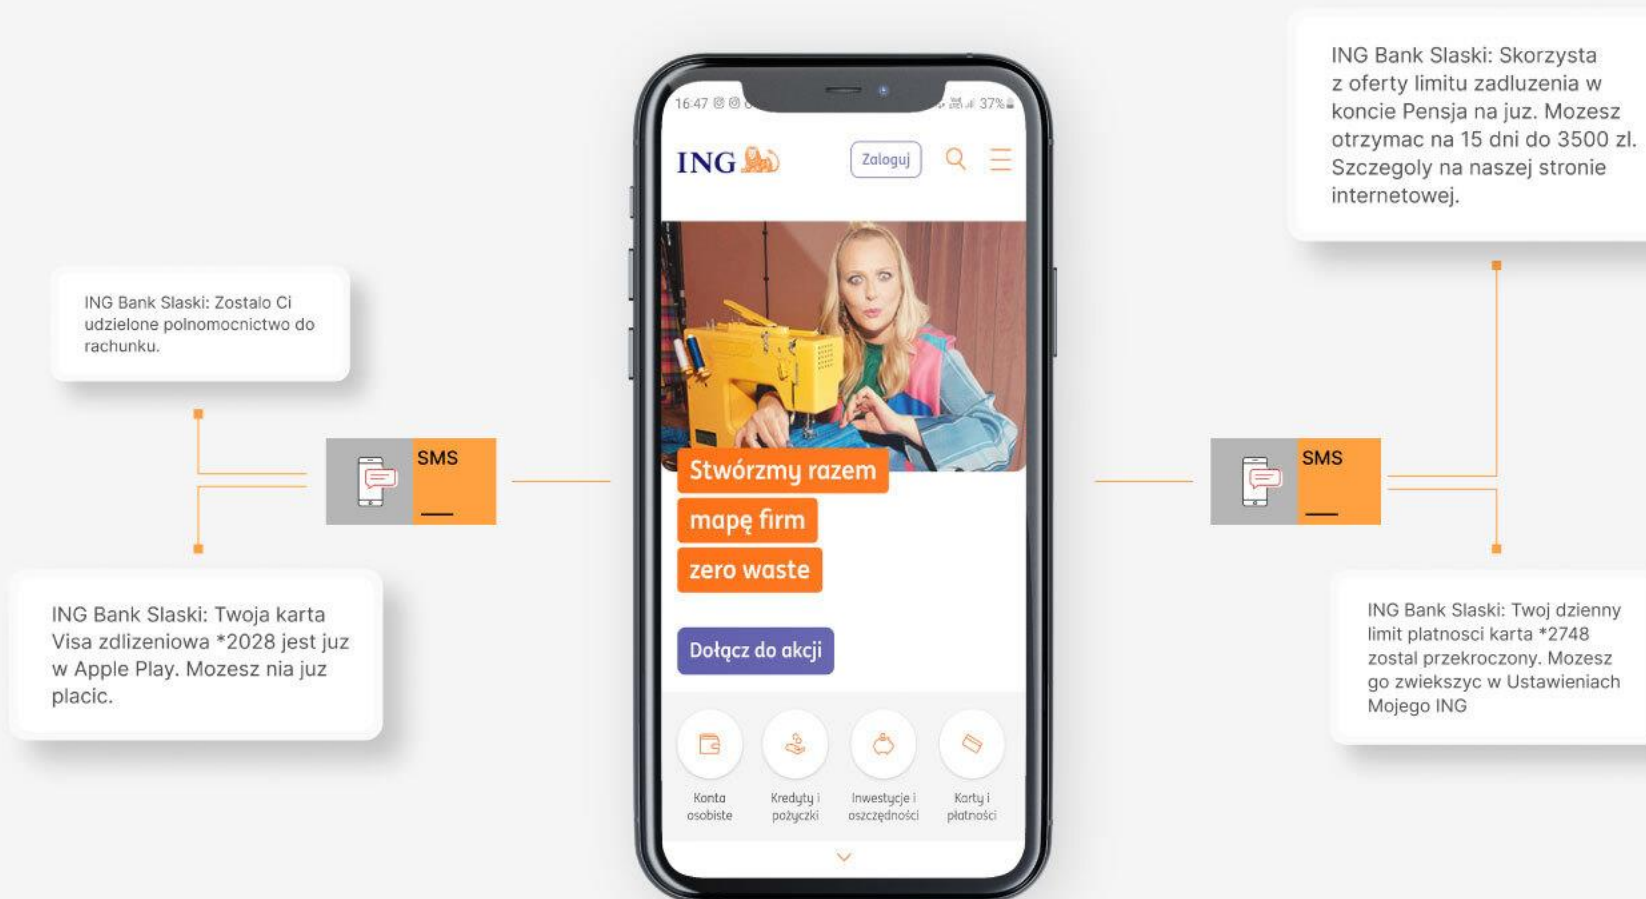 ING Bank Slaski: Zostalo Ci
udzielone polnomocnictwo do
rachunku.
SMS
ING Bank Slaski: Twoja karta
Visa zdlizeniowa *2028 jest juz
w Apple Play. Mozesz nia juz
placic.
16:47
37%
ING
Zaloguj
Stwórzmy razem
mapę firm
zero waste
Dołącz do akcji
Konta
osobiste
Kredyty i
pożyczki
Inwestycje i
oszczędności
Karty i
płatności
ING Bank Slaski: Skorzysta
z oferty limitu zadluzenia w
koncie Pensja na juz. Mozesz
otrzymac na 15 dni do 3500 zl.
Szczegoly na naszej stronie
internetowej.
SMS
ING Bank Slaski: Twoj dzienny
limit platnosci karta *2748
zostal przekroczony. Mozesz
go zwiekszyc w Ustawieniach
Mojego ING